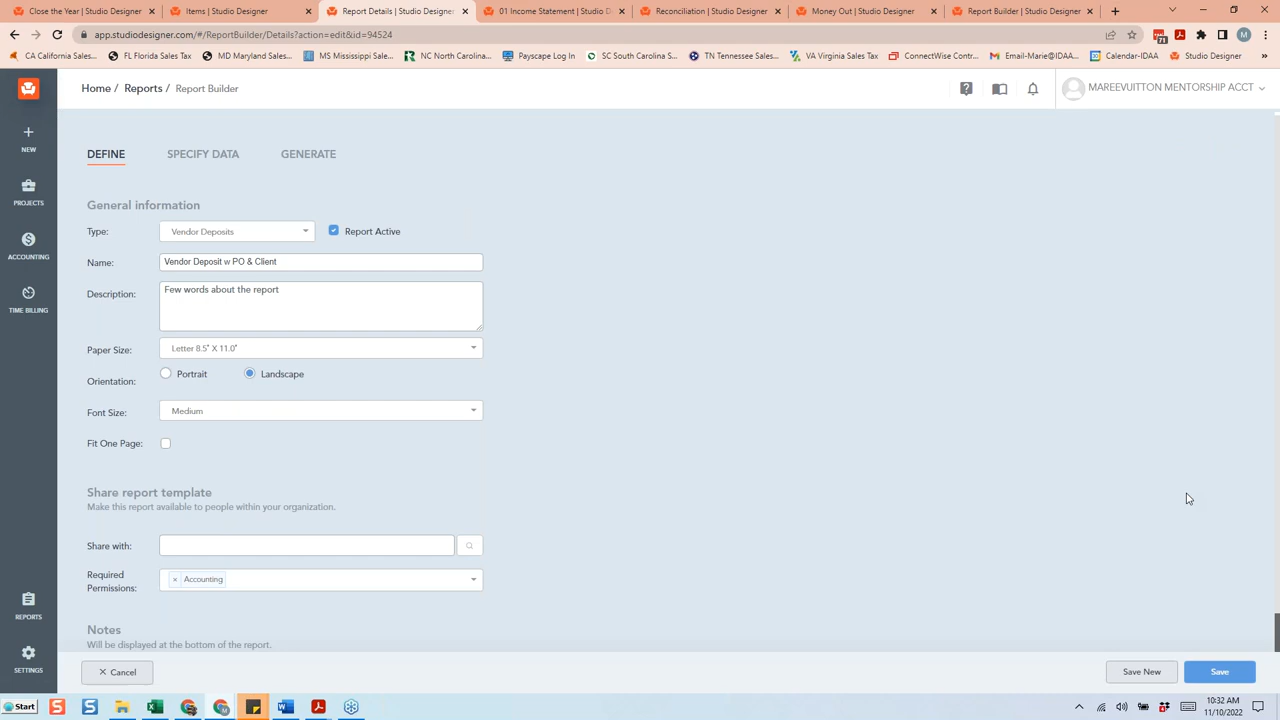 Close the Year | Studio Designer
Items | Studio Designer
Report Details | Studio Designer
01 Income Statement | Studio D
Reconciliation | Studio Designer
Money Out | Studio Designer
Report Builder | Studio Designer
app.studiodesigner.com/#/ReportBuilder/Details?action=edit&id=94524
CA California Sales...
FL Florida Sales Tax
MD Maryland Sales...
MS Mississippi Sales...
NC North Carolina...
Payscape Log In
SC South Carolina S...
TN Tennessee Sales...
VA Virginia Sales Tax
ConnectWise Contr...
Email-Marie@IDAA...
Calendar-IDAA
Studio Designer
Home / Reports / Report Builder
MAREEVUITTON MENTORSHIP ACCT
NEW
PROJECTS
ACCOUNTING
TIME BILLING
REPORTS
SETTINGS
DEFINE
SPECIFY DATA
GENERATE
General information
Type: Vendor Deposits Report Active
Name: Vendor Deposit w PO & Client
Description: Few words about the report
Paper Size: Letter 8.5" X 11.0"
Orientation: Portrait Landscape
Font Size: Medium
Fit One Page:
Share report template
Make this report available to people within your organization.
Share with:
Required Permissions: × Accounting
Notes
Will be displayed at the bottom of the report.
Cancel
Save New
Save
Start
10:32 AM
11/10/2022